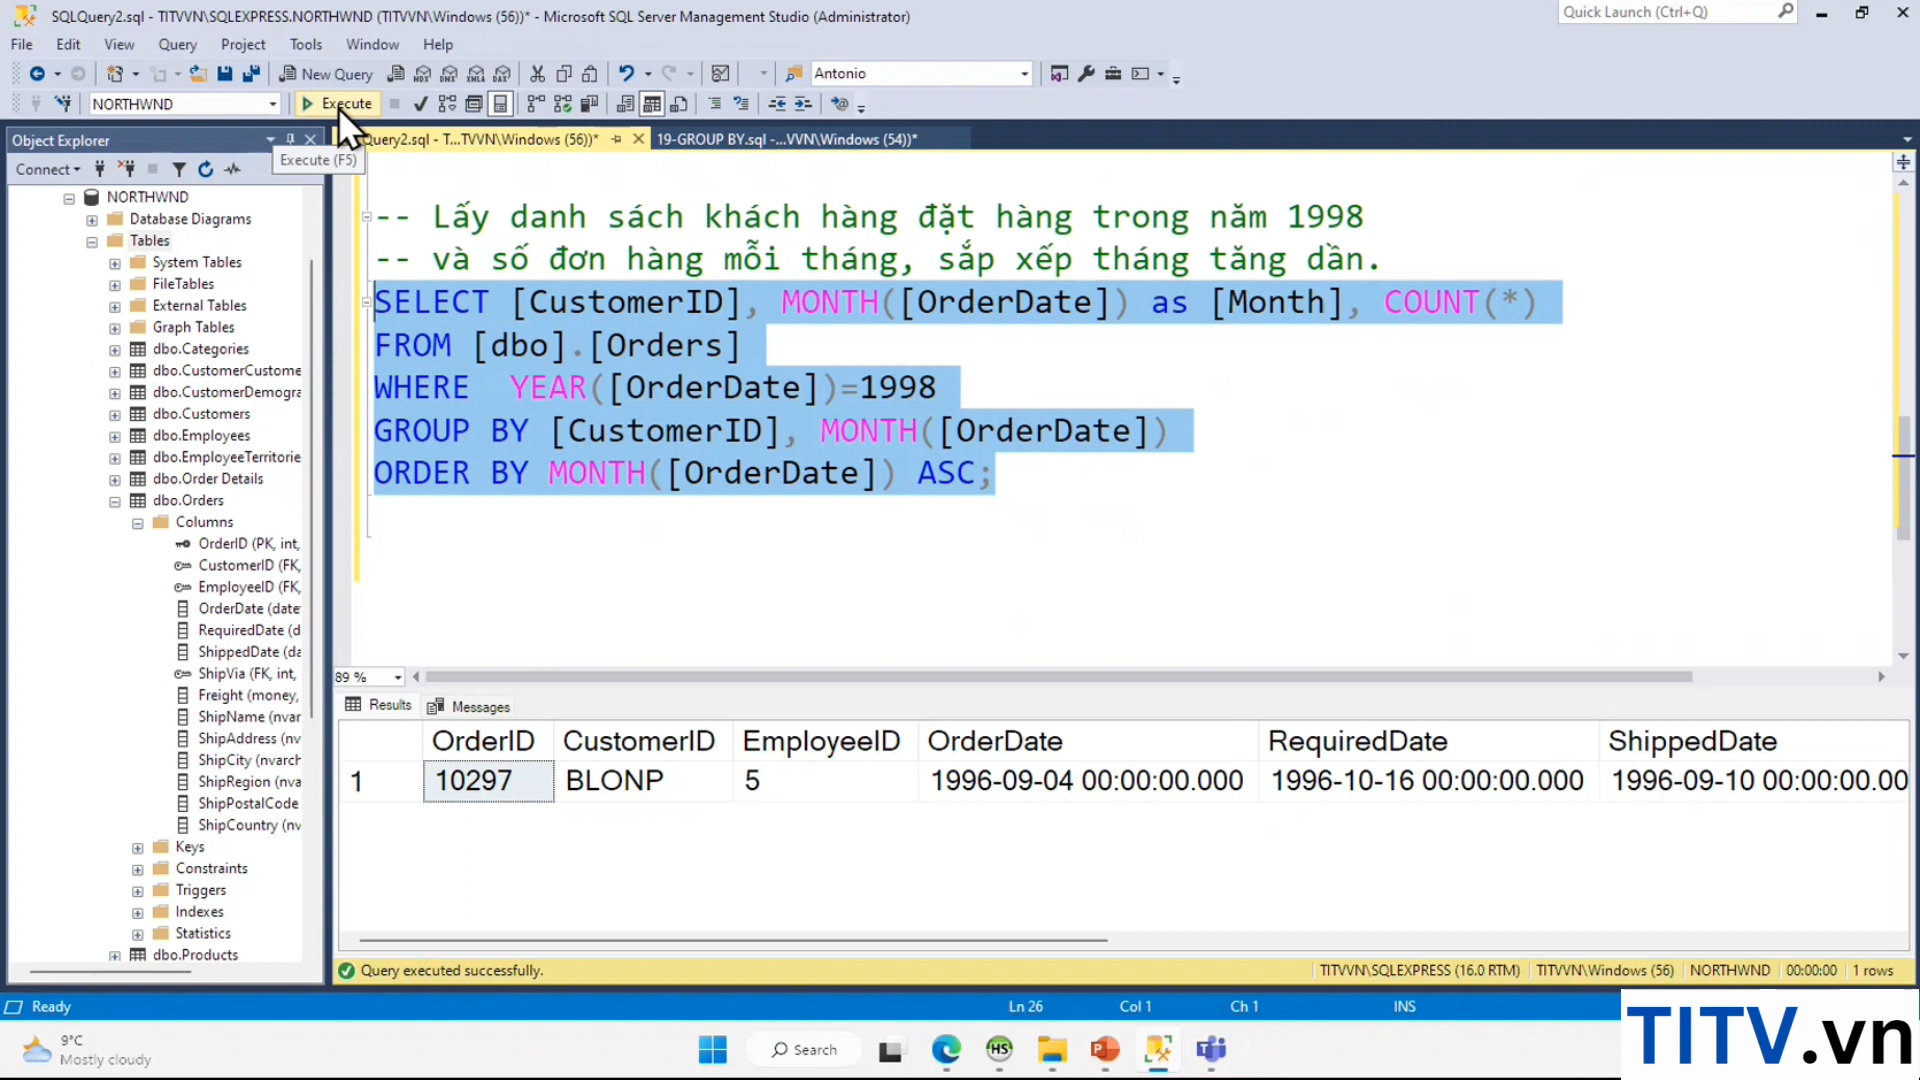 SQLQuery2.sql - TITVVN\SQLEXPRESS.NORTHWND (TITVVN\Windows (56))* - Microsoft SQL Server Management Studio (Administrator)
Quick Launch (Ctrl+Q)
File Edit View Query Project Tools Window Help
New Query
MDX DMX XMLA DAX
Antonio
NORTHWND
Execute
Object Explorer
Query2.sql - T...TVVN\Windows (56))*
19-GROUP BY.sql -...VVN\Windows (54))*
Execute (F5)
Connect
NORTHWND
Database Diagrams
Tables
System Tables
FileTables
External Tables
Graph Tables
dbo.Categories
dbo.CustomerCustome
dbo.CustomerDemogra
dbo.Customers
dbo.Employees
dbo.EmployeeTerritorie
dbo.Order Details
dbo.Orders
Columns
OrderID (PK, int,
CustomerID (FK,
EmployeeID (FK,
OrderDate (date
RequiredDate (d
ShippedDate (da
ShipVia (FK, int,
Freight (money,
ShipName (nvar
ShipAddress (nv
ShipCity (nvarch
ShipRegion (nva
ShipPostalCode
ShipCountry (nv
Keys
Constraints
Triggers
Indexes
Statistics
dbo.Products
-- Lấy danh sách khách hàng đặt hàng trong năm 1998
-- và số đơn hàng mỗi tháng, sắp xếp tháng tăng dần.
SELECT [CustomerID], MONTH([OrderDate]) as [Month], COUNT(*)
FROM [dbo].[Orders]
WHERE  YEAR([OrderDate])=1998
GROUP BY [CustomerID], MONTH([OrderDate])
ORDER BY MONTH([OrderDate]) ASC;
89 %
Results Messages
OrderID CustomerID EmployeeID OrderDate RequiredDate ShippedDate
1 10297 BLONP 5 1996-09-04 00:00:00.000 1996-10-16 00:00:00.000 1996-09-10 00:00:00.00
Query executed successfully.
TITVVN\SQLEXPRESS (16.0 RTM) TITVVN\Windows (56) NORTHWND 00:00:00 1 rows
Ready
Ln 26 Col 1 Ch 1 INS
9°C
Mostly cloudy
Search
HS
TITV.vn